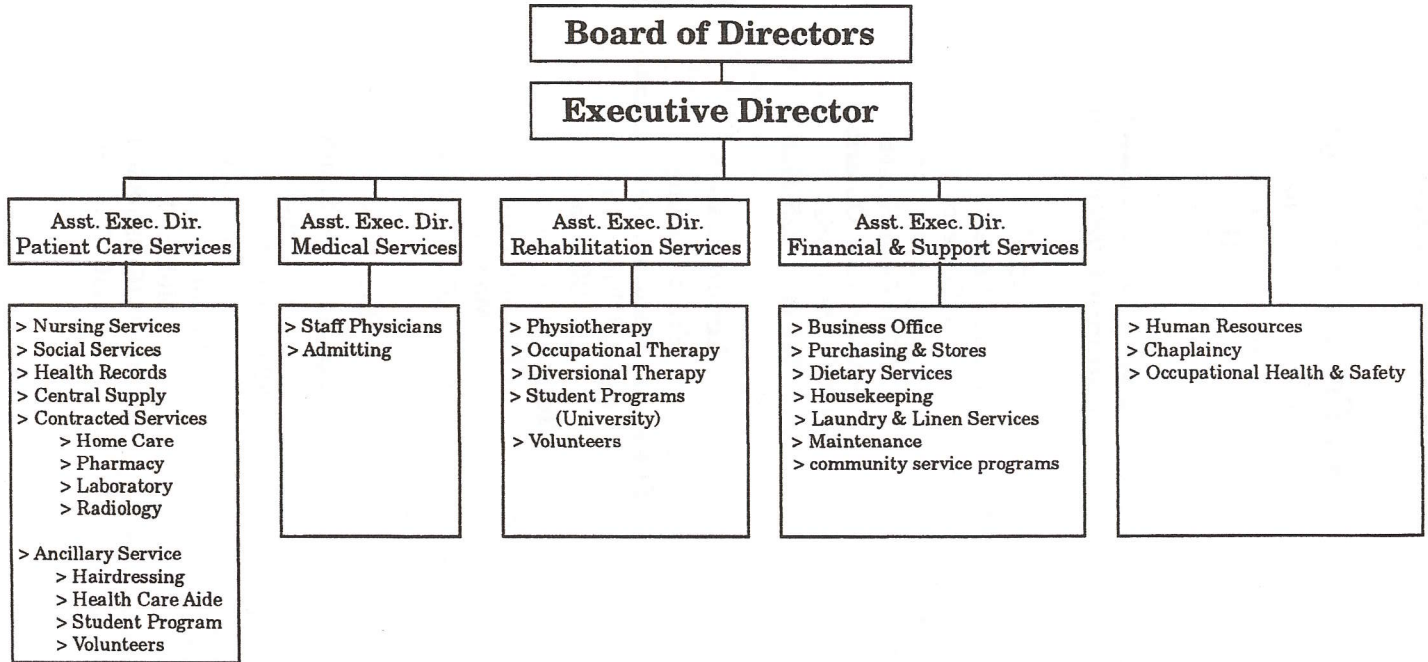 Board of Directors
Executive Director
Asst. Exec. Dir.
Patient Care Services
Asst. Exec. Dir.
Medical Services
Asst. Exec. Dir.
Rehabilitation Services
Asst. Exec. Dir.
Financial & Support Services
> Nursing Services
> Social Services
> Health Records
> Central Supply
> Contracted Services
> Home Care
> Pharmacy
> Laboratory
> Radiology
> Ancillary Service
> Hairdressing
> Health Care Aide
> Student Program
> Volunteers
> Staff Physicians
> Admitting
> Physiotherapy
> Occupational Therapy
> Diversional Therapy
> Student Programs
(University)
> Volunteers
> Business Office
> Purchasing & Stores
> Dietary Services
> Housekeeping
> Laundry & Linen Services
> Maintenance
> community service programs
> Human Resources
> Chaplaincy
> Occupational Health & Safety